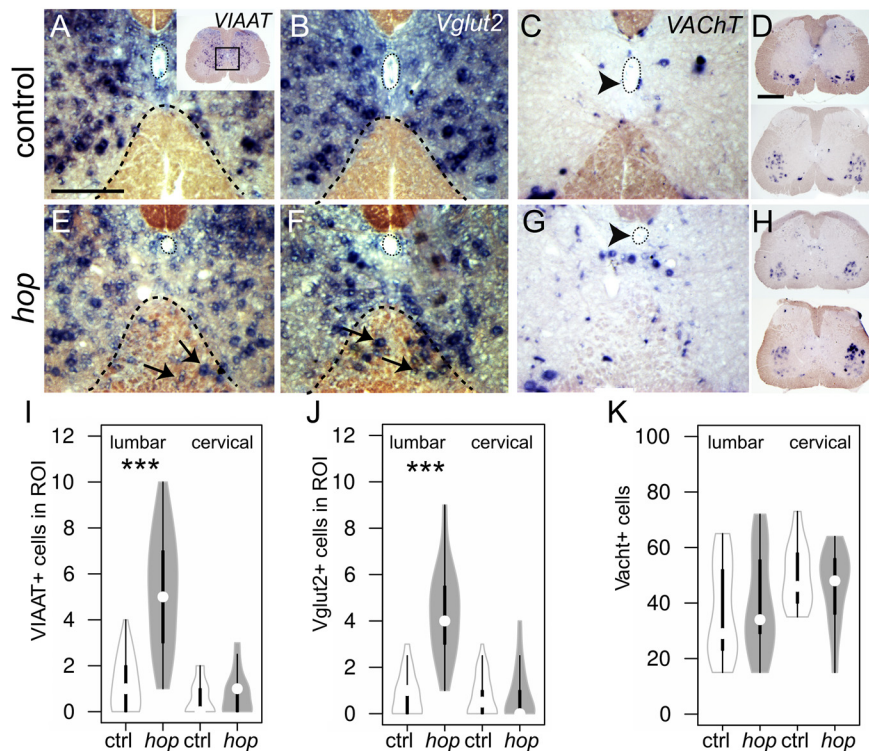 A VIAAT B Vglut2 C VAChT D
control
E F G H
hop
I J K
VIAAT+ cells in ROI
12
10
8
6
4
2
0
lumbar cervical
***
ctrl hop ctrl hop
Vglut2+ cells in ROI
12
10
8
6
4
2
0
lumbar cervical
***
ctrl hop ctrl hop
Vacht+ cells
100
80
60
40
20
0
lumbar cervical
ctrl hop ctrl hop